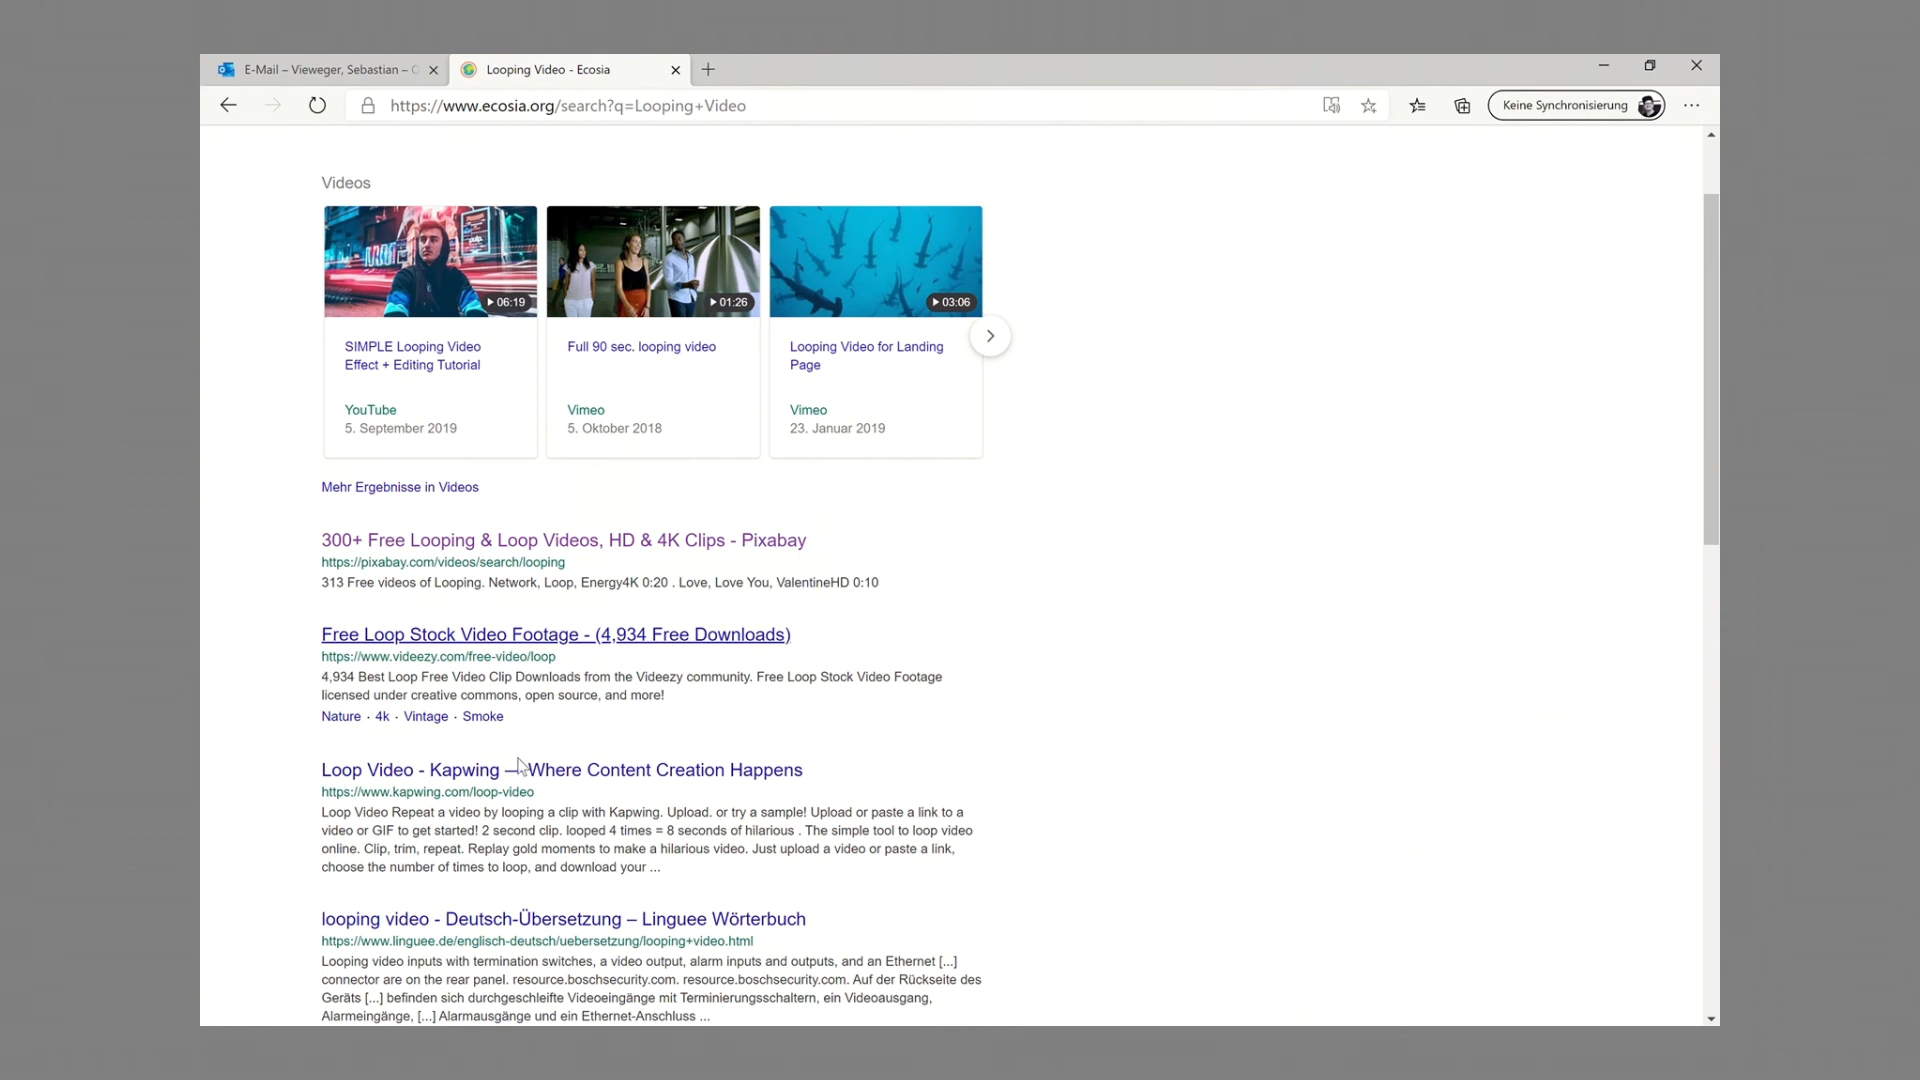 E-Mail – Vieweger, Sebastian –
Looping Video - Ecosia
https://www.ecosia.org/search?q=Looping+Video
Keine Synchronisierung
Videos
06:19
01:26
03:06
SIMPLE Looping Video
Effect + Editing Tutorial
YouTube
5. September 2019
Full 90 sec. looping video
Vimeo
5. Oktober 2018
Looping Video for Landing
Page
Vimeo
23. Januar 2019
Mehr Ergebnisse in Videos
300+ Free Looping & Loop Videos, HD & 4K Clips - Pixabay
https://pixabay.com/videos/search/looping
313 Free videos of Looping. Network, Loop, Energy4K 0:20 . Love, Love You, ValentineHD 0:10
Free Loop Stock Video Footage - (4,934 Free Downloads)
https://www.videezy.com/free-video/loop
4,934 Best Loop Free Video Clip Downloads from the Videezy community. Free Loop Stock Video Footage
licensed under creative commons, open source, and more!
Nature · 4k · Vintage · Smoke
Loop Video - Kapwing — Where Content Creation Happens
https://www.kapwing.com/loop-video
Loop Video Repeat a video by looping a clip with Kapwing. Upload. or try a sample! Upload or paste a link to a
video or GIF to get started! 2 second clip. looped 4 times = 8 seconds of hilarious . The simple tool to loop video
online. Clip, trim, repeat. Replay gold moments to make a hilarious video. Just upload a video or paste a link,
choose the number of times to loop, and download your ...
looping video - Deutsch-Übersetzung – Linguee Wörterbuch
https://www.linguee.de/englisch-deutsch/uebersetzung/looping+video.html
Looping video inputs with termination switches, a video output, alarm inputs and outputs, and an Ethernet [...]
connector are on the rear panel. resource.boschsecurity.com. resource.boschsecurity.com. Auf der Rückseite des
Geräts [...] befinden sich durchgeschleifte Videoeingänge mit Terminierungsschaltern, ein Videoausgang,
Alarmeingänge, [...] Alarmausgänge und ein Ethernet-Anschluss ...